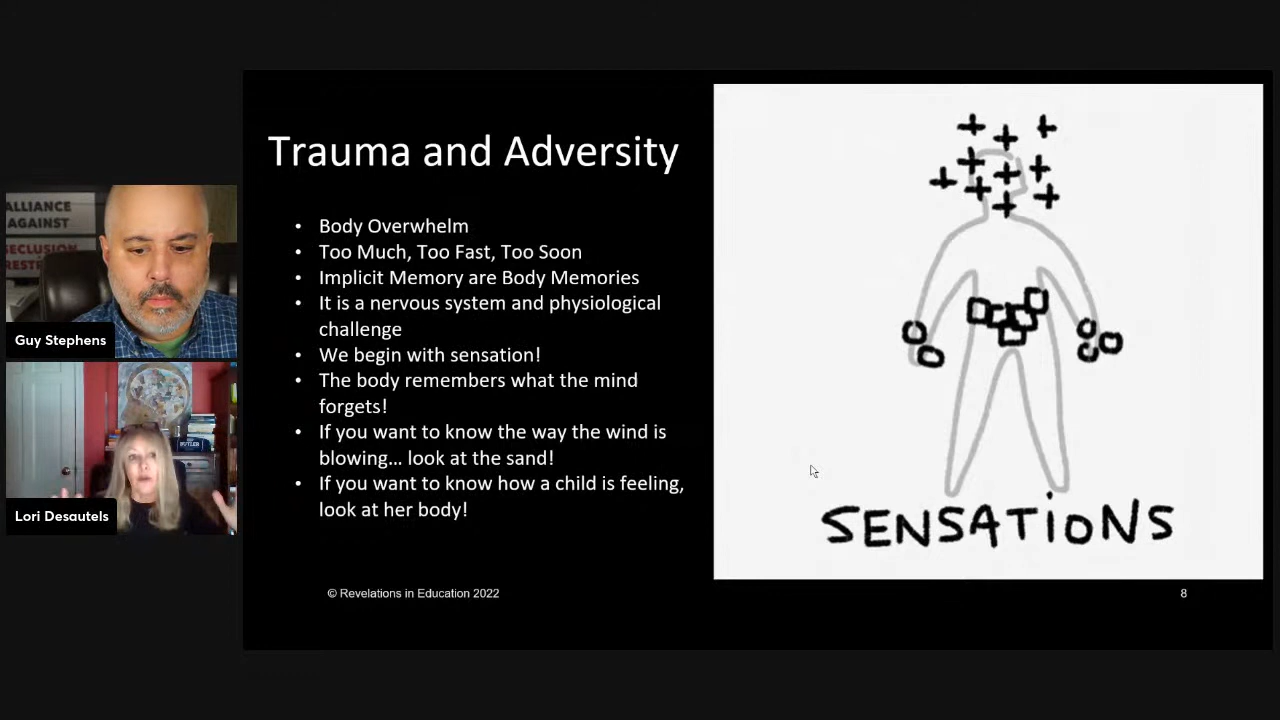 Trauma and Adversity
• Body Overwhelm
• Too Much, Too Fast, Too Soon
• Implicit Memory are Body Memories
• It is a nervous system and physiological
challenge
• We begin with sensation!
• The body remembers what the mind
forgets!
• If you want to know the way the wind is
blowing… look at the sand!
• If you want to know how a child is feeling,
look at her body!
© Revelations in Education 2022
8
SENSATiONS
ALLIANCE
AGAINST
Guy Stephens
BUTLER
Lori Desautels